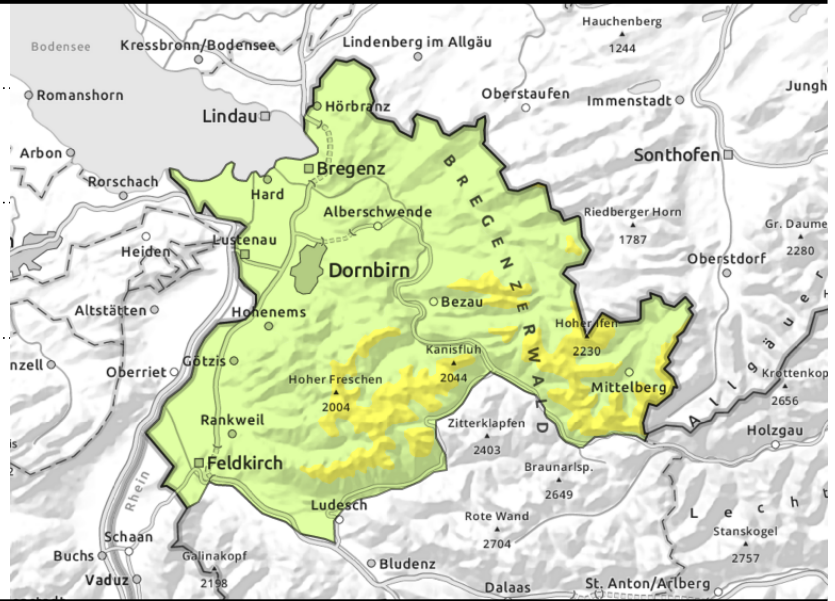 Hauchenberg
1244
Bodensee
Kressbronn/Bodensee
Lindenberg im Allgäu
Romanshorn
Hörbranz
Oberstaufen
Immenstadt
Jungh
Lindau
Arbon
Sonthofen
Bregenz
Rorschach
Hard
Alberschwende
BREGENZERWALD
Riedberger Horn
1787
Gr. Daume
2280
Heiden
Lustenau
Oberstdorf
Dornbirn
Altstätten
Hohenems
Bezau
Hoher Ifen
2230
Allgäuer
nzell
Oberriet
Götzis
Kanisfluh
2044
Hoher Freschen
2004
Mittelberg
Krottenkop
2656
Rankweil
Zitterklapfen
2403
Holzgau
Feldkirch
Braunarlsp.
2649
Rhein
Ludesch
Rote Wand
2704
Lecht
Stanskogel
2757
Schaan
Buchs
Galinakopf
2198
Bludenz
Vaduz
Dalaas
St. Anton/Arlberg